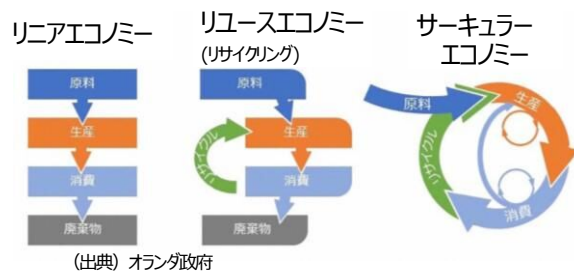 リニアエコノミー
原料
生産
消費
廃棄物
リユースエコノミー
(リサイクリング)
原料
生産
リサイクル
消費
廃棄物
サーキュラー
エコノミー
原料
生産
リサイクル
消費
(出典) オランダ政府